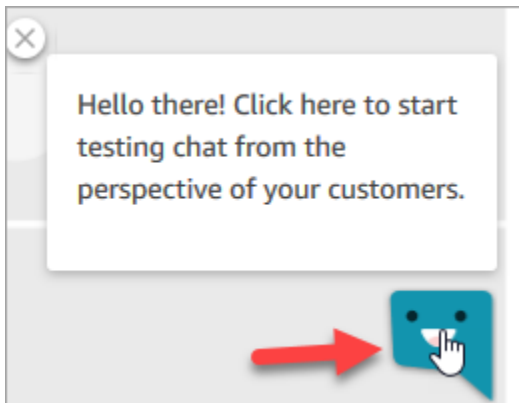 Hello there! Click here to start
testing chat from the
perspective of your customers.